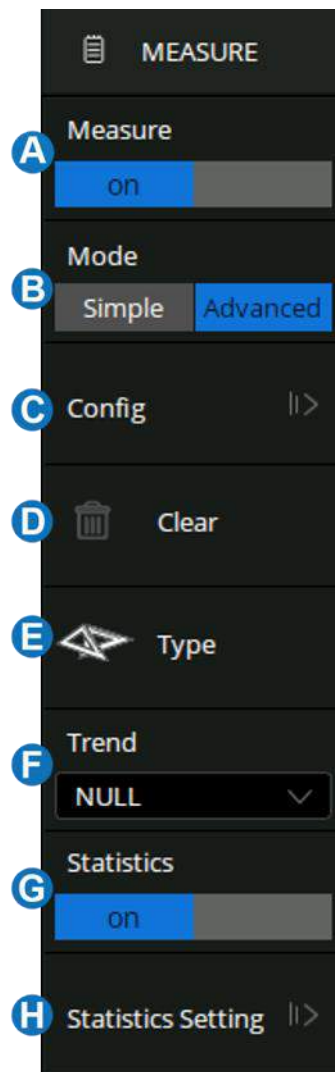 MEASURE
Measure
A
on
Mode
B
Simple Advanced
C Config
D Clear
E Type
Trend
F
NULL
Statistics
G
on
H Statistics Setting